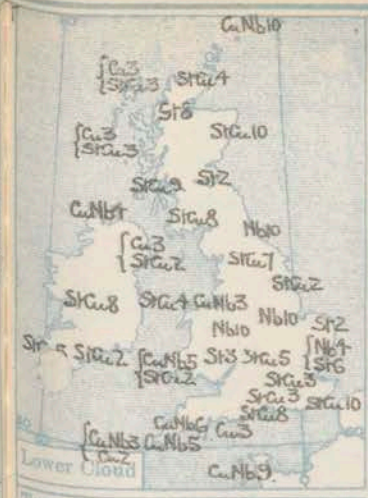 CuNb10
{Cu3
{StCu3
StCu4
St8
{Cu3
{StCu3
StCu10
StCu9
St2
CuNb4
StCu8
Nb10
{Cu3
{StCu2
StCu7
StCu2
StCu8
StCu4
CuNb3
Nb10
Nb10
St2
StCu2
{CuNb5
{StCu2
St3
StCu5
{Nb4
{St6
StCu3
StCu3
StCu10
StCu8
CuNb6
Cu3
{CuNb3
{Cu2
CuNb5
Lower Cloud
CuNb9